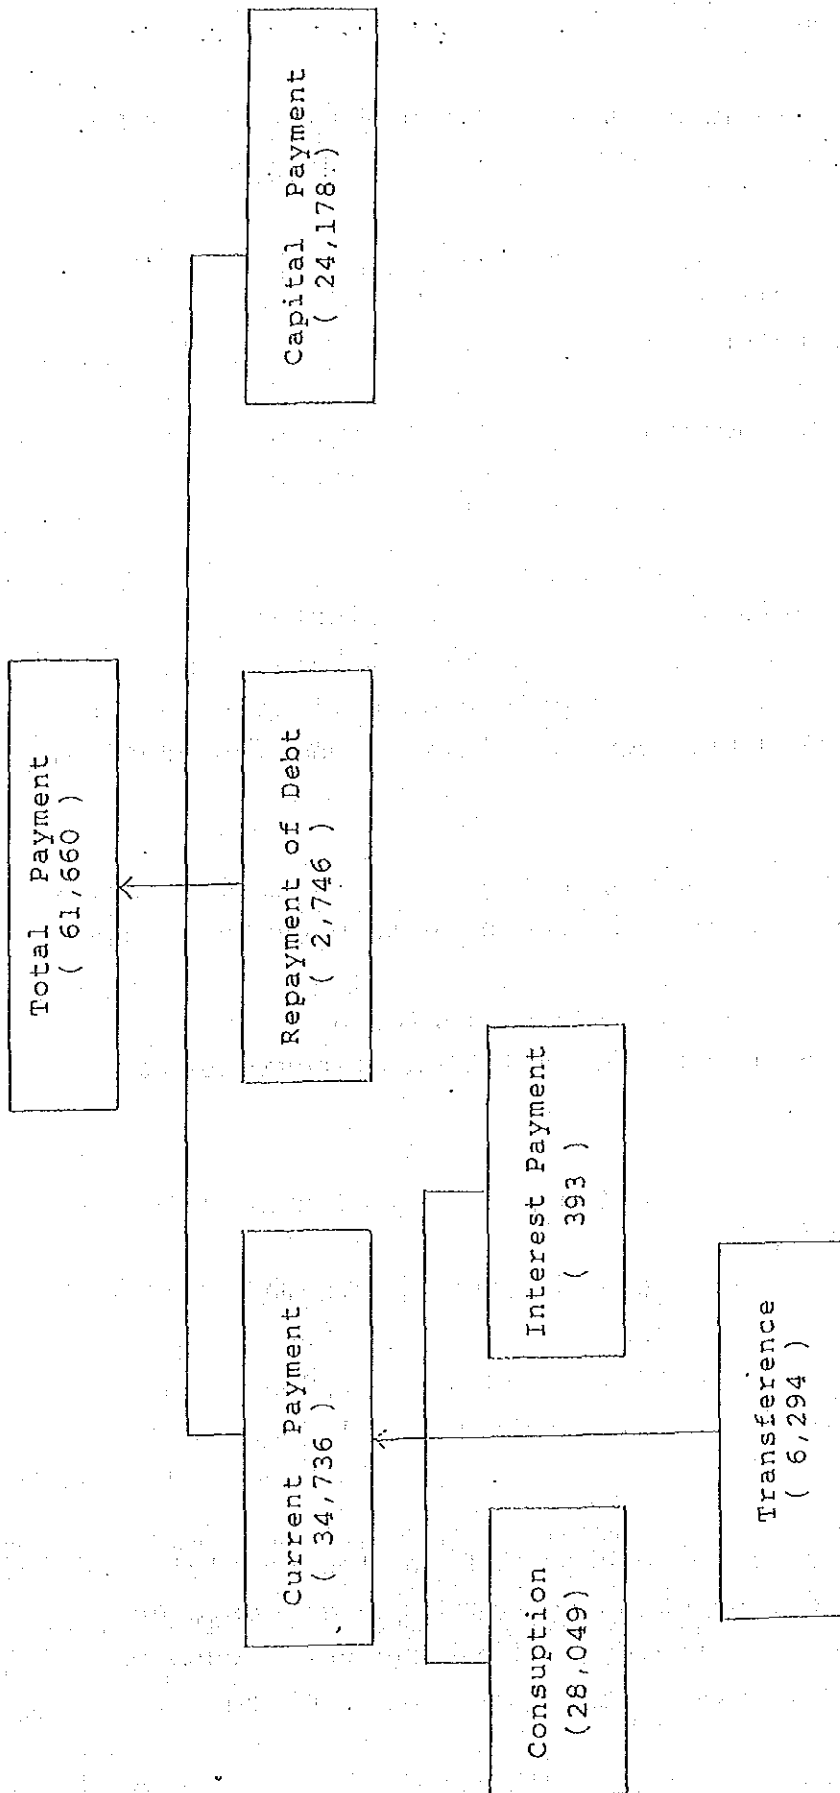 Total Payment
( 61,660 )
Current Payment
( 34,736 )
Repayment of Debt
( 2,746 )
Capital Payment
( 24,178 )
Consuption
(28,049)
Interest Payment
( 393 )
Transference
( 6,294 )